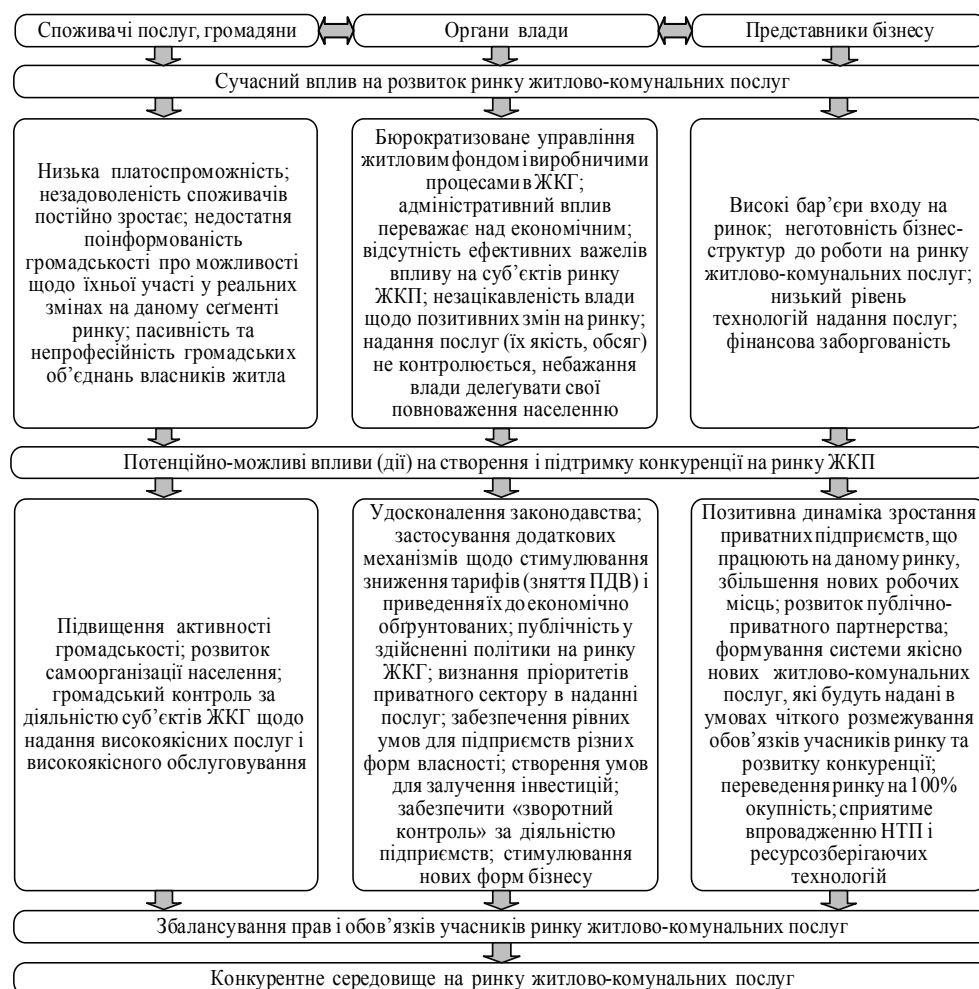 Споживачі послуг, громадяни
Органи влади
Представники бізнесу
Сучасний вплив на розвиток ринку житлово-комунальних послуг
Низька платоспроможність;
незадоволеність споживачів
постійно зростає; недостатня
поінформованість
громадськості про можливості
щодо їхньої участі у реальних
змінах на даному сеґменті
ринку; пасивність та
непрофесійність громадських
об’єднань власників житла
Бюрократизоване управління
житловим фондом і виробничими
процесами в ЖКГ;
адміністративний вплив
переважає над економічним;
відсутність ефективних важелів
впливу на суб’єктів ринку
ЖКП; незацікавленість влади
щодо позитивних змін на ринку;
надання послуг (їх якість, обсяг)
не контролюється, небажання
влади делеґувати свої
повноваження населенню
Високі бар’єри входу на
ринок; неготовність бізнес-
структур до роботи на ринку
житлово-комунальних послуг;
низький рівень
технологій надання послуг;
фінансова заборгованість
Потенційно-можливі впливи (дії) на створення і підтримку конкуренції на ринку ЖКП
Підвищення активності
громадськості; розвиток
самоорганізації населення;
громадський контроль за
діяльністю суб’єктів ЖКГ щодо
надання високоякісних послуг і
високоякісного обслуговування
Удосконалення законодавства;
застосування додаткових
механізмів щодо стимулювання
зниження тарифів (зняття ПДВ) і
приведення їх до економічно
обґрунтованих; публічність у
здійсненні політики на ринку
ЖКГ; визнання пріоритетів
приватного сектору в наданні
послуг; забезпечення рівних
умов для підприємств різних
форм власності; створення умов
для залучення інвестицій;
забезпечити «зворотний
контроль» за діяльністю
підприємств; стимулювання
нових форм бізнесу
Позитивна динаміка зростання
приватних підприємств, що
працюють на даному ринку,
збільшення нових робочих
місць; розвиток публічно-
приватного партнерства;
формування системи якісно
нових житлово-комунальних
послуг, які будуть надані в
умовах чіткого розмежування
обов’язків учасників ринку та
розвитку конкуренції;
переведення ринку на 100%
окупність; сприятиме
впровадженню НТП і
ресурсозберігаючих
технологій
Збалансування прав і обов’язків учасників ринку житлово-комунальних послуг
Конкурентне середовище на ринку житлово-комунальних послуг